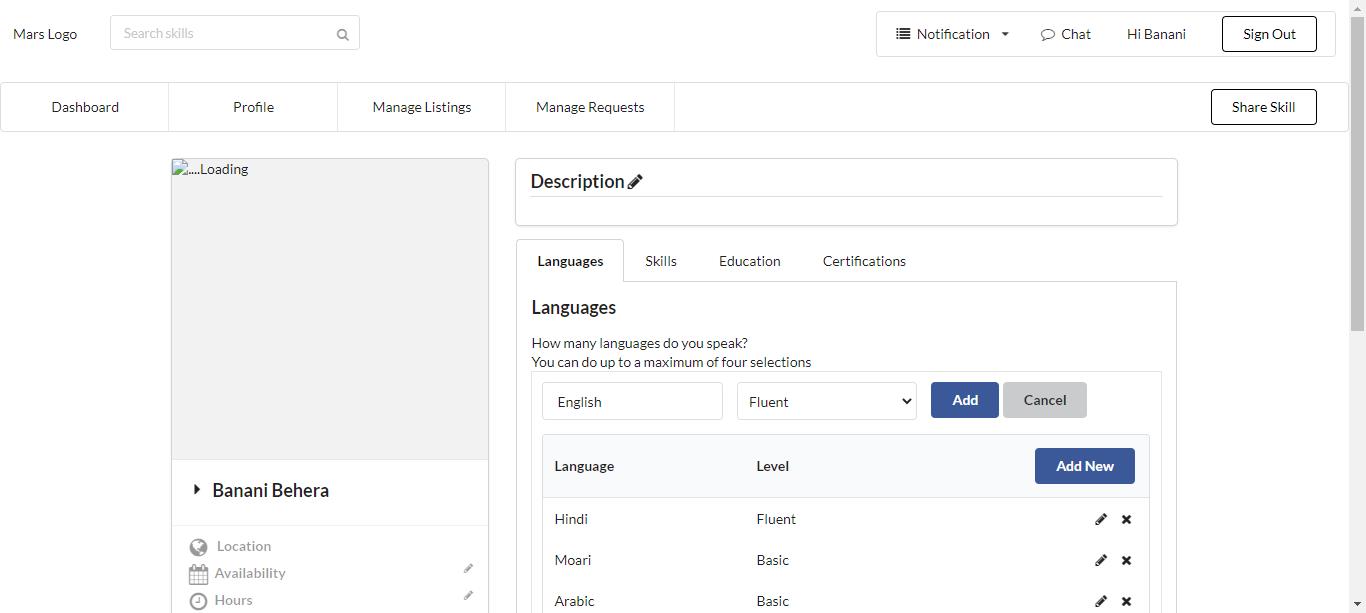 Mars Logo
Search skills
Notification
Chat
Hi Banani
Sign Out
Dashboard
Profile
Manage Listings
Manage Requests
Share Skill
....Loading
Banani Behera
Location
Availability
Hours
Description
Languages
Skills
Education
Certifications
Languages
How many languages do you speak?
You can do up to a maximum of four selections
English
Fluent
Add
Cancel
Language
Level
Add New
Hindi Fluent
Moari Basic
Arabic Basic